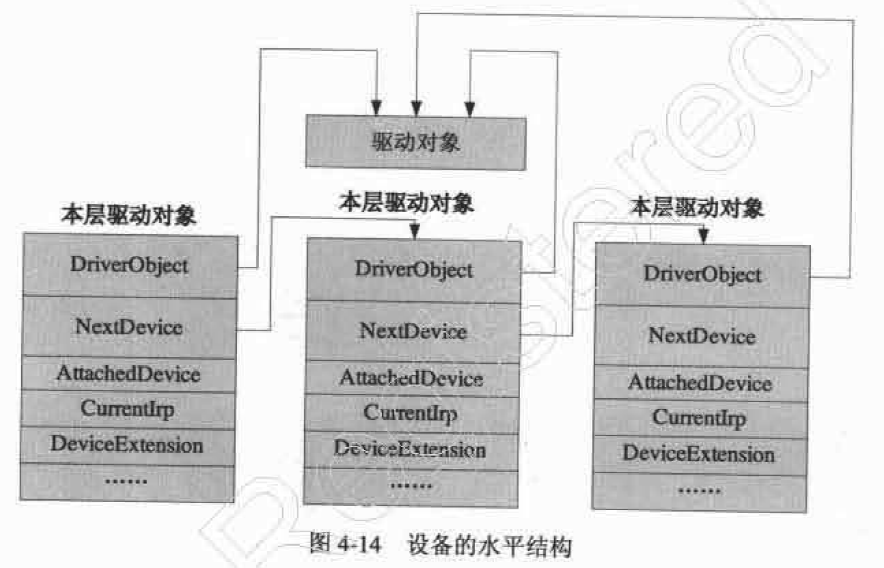 驱动对象
本层驱动对象
DriverObject
NextDevice
AttachedDevice
CurrentIrp
DeviceExtension
......
本层驱动对象
DriverObject
NextDevice
AttachedDevice
CurrentIrp
DeviceExtension
......
本层驱动对象
DriverObject
NextDevice
AttachedDevice
CurrentIrp
DeviceExtension
......
图 4-14 设备的水平结构